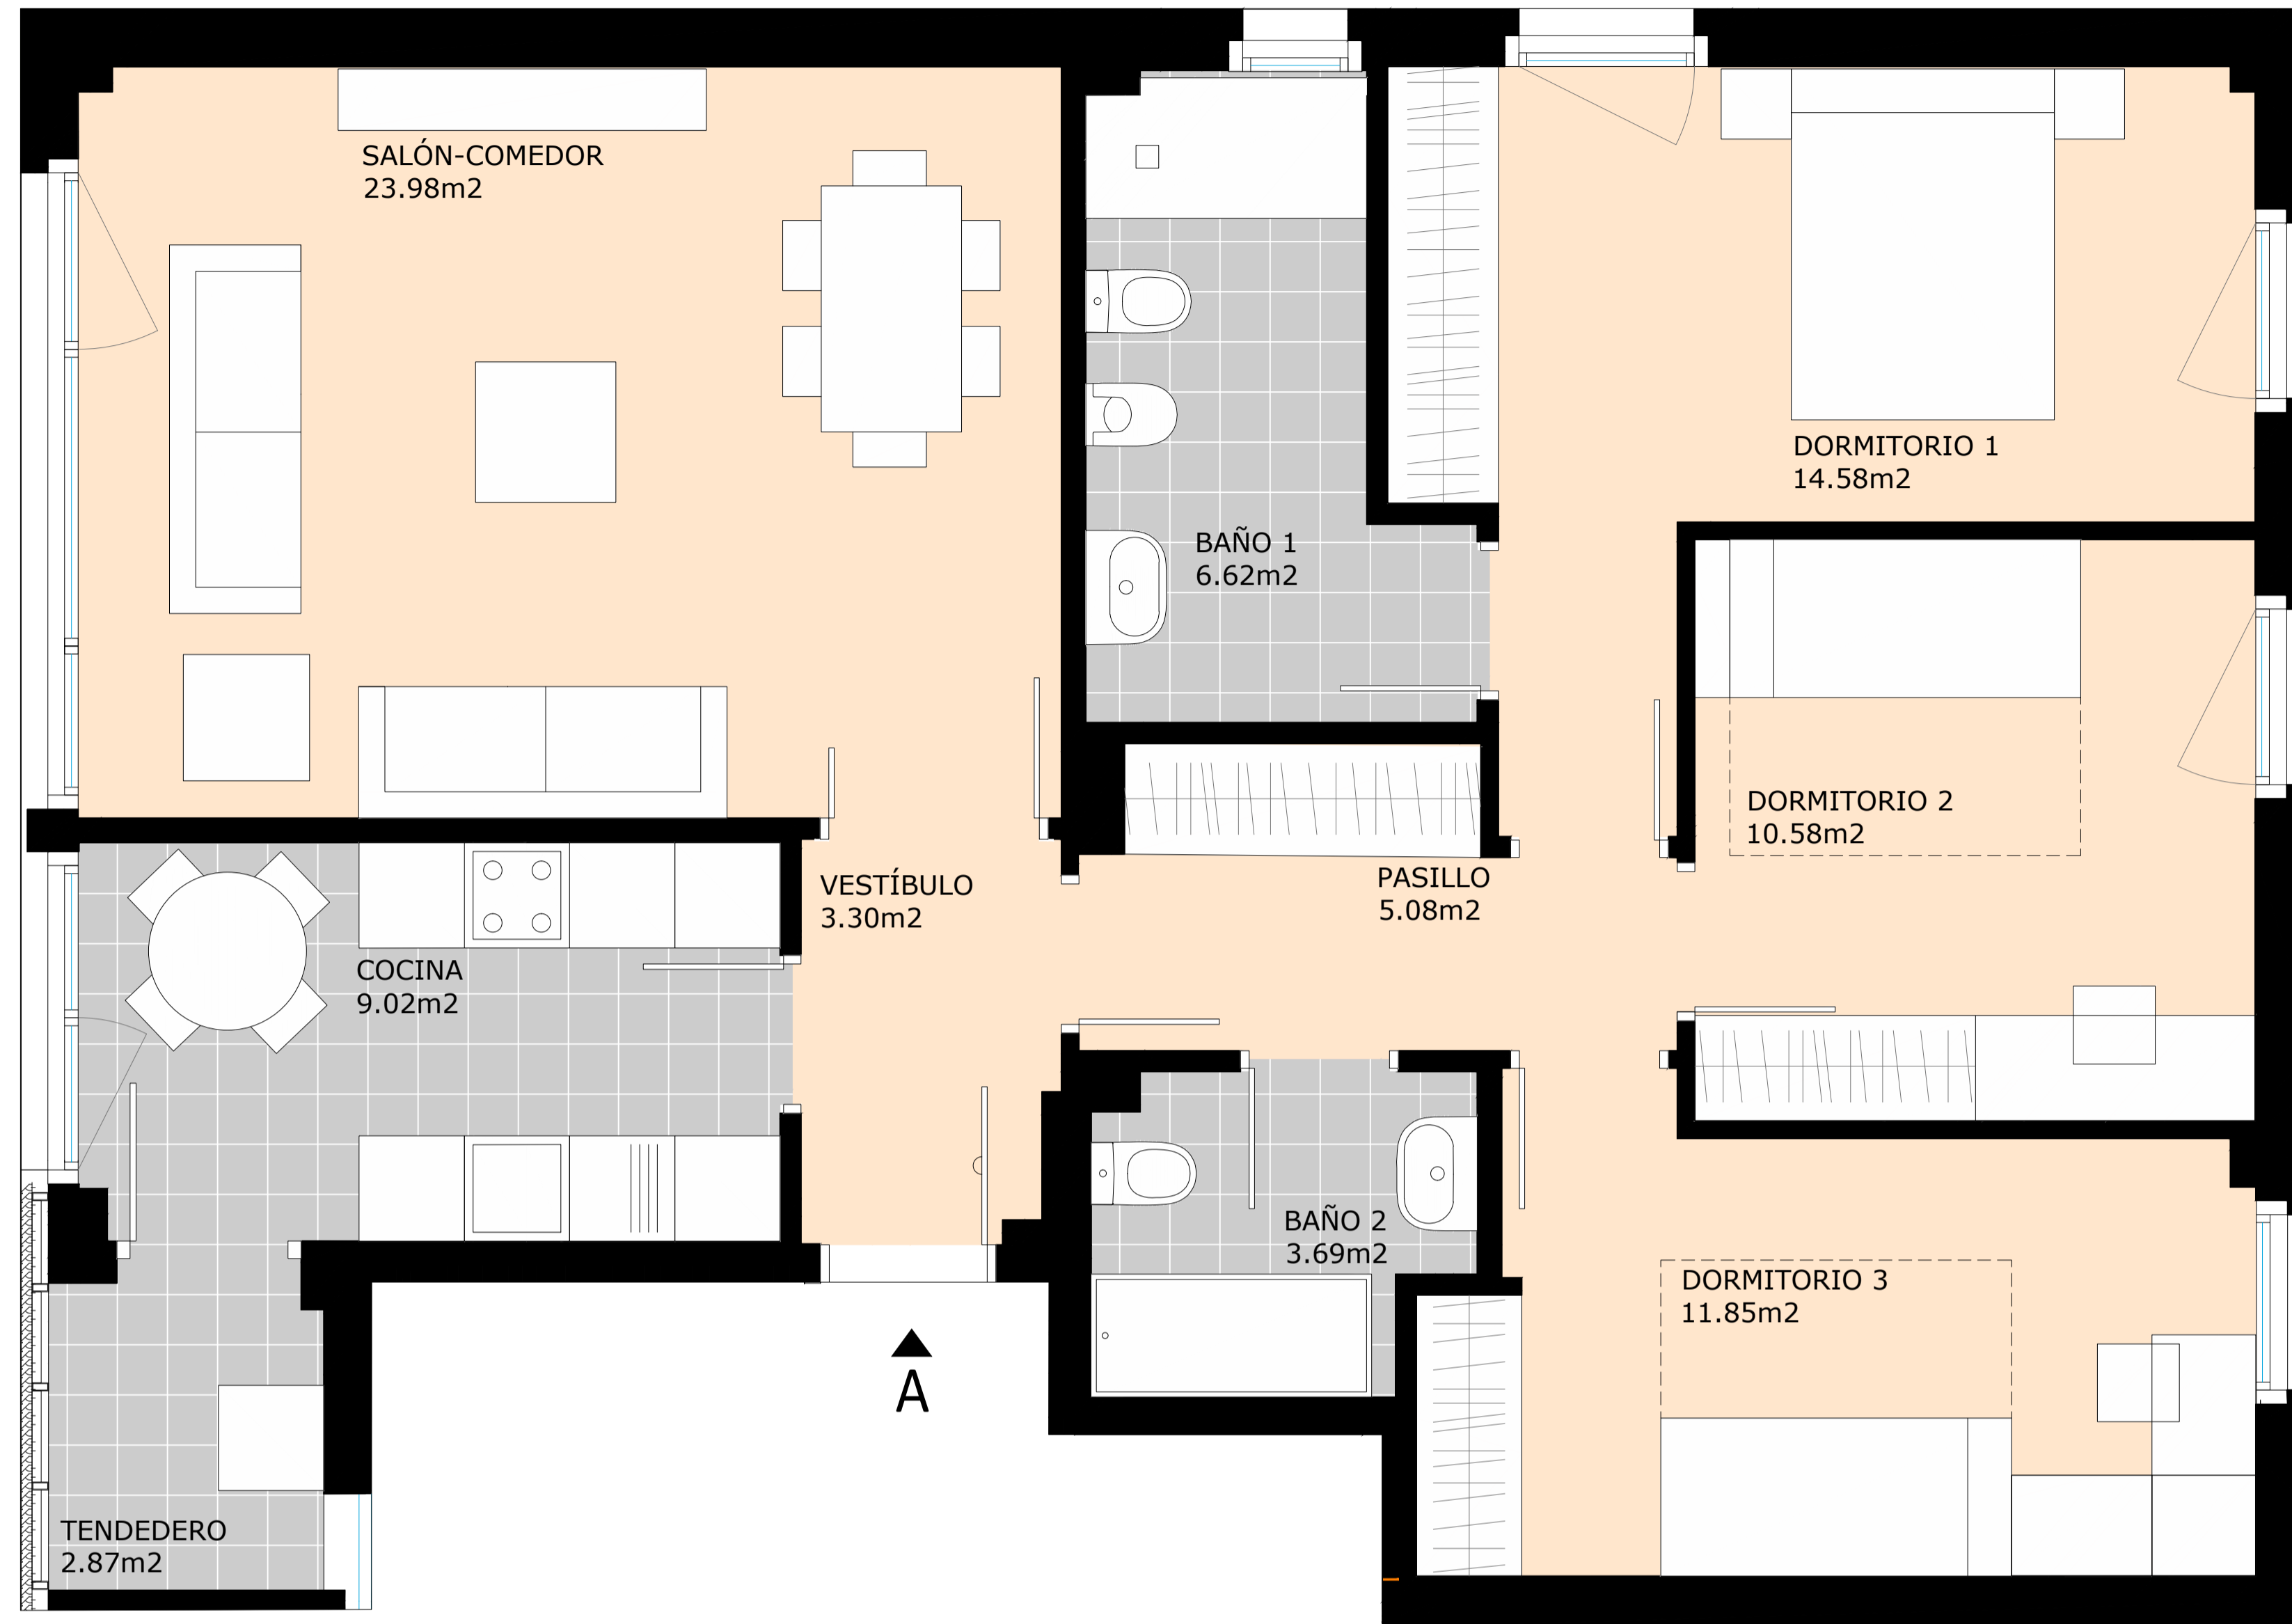 SALÓN-COMEDOR
23.98m2
DORMITORIO 1
14.58m2
BAÑO 1
6.62m2
DORMITORIO 2
10.58m2
VESTÍBULO
3.30m2
PASILLO
5.08m2
COCINA
9.02m2
BAÑO 2
3.69m2
DORMITORIO 3
11.85m2
A
TENDEDERO
2.87m2